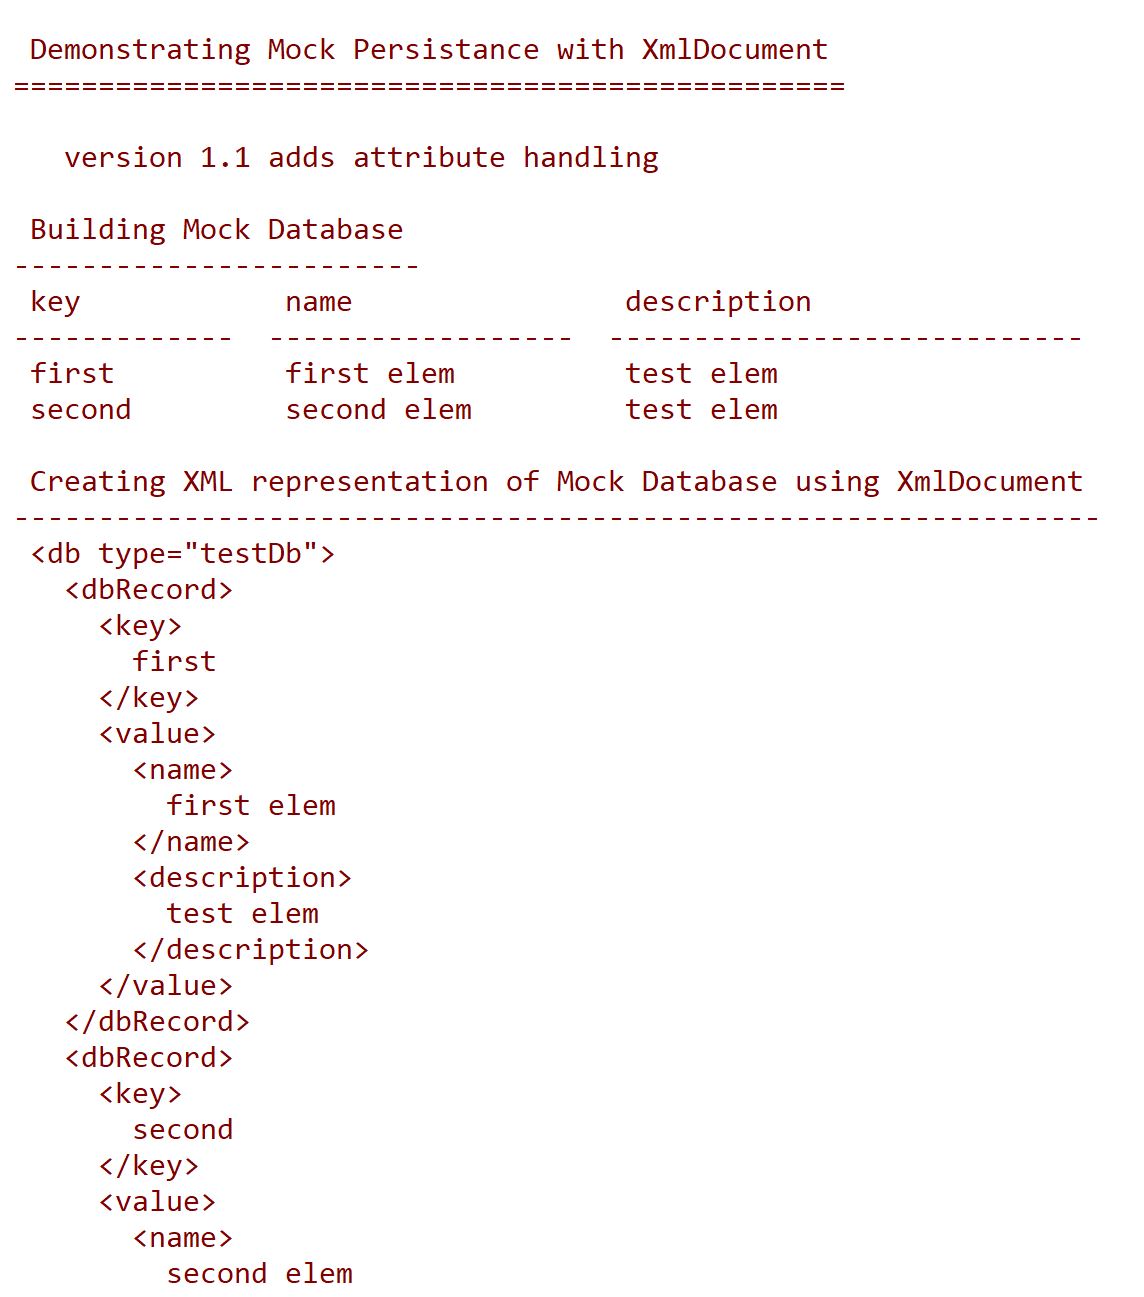 Demonstrating Mock Persistance with XmlDocument
=================================================
version 1.1 adds attribute handling
Building Mock Database
------------------------
key name description
------------- ------------------ ----------------------------
first first elem test elem
second second elem test elem
Creating XML representation of Mock Database using XmlDocument
----------------------------------------------------------------
<db type="testDb">
<dbRecord>
<key>
first
</key>
<value>
<name>
first elem
</name>
<description>
test elem
</description>
</value>
</dbRecord>
<dbRecord>
<key>
second
</key>
<value>
<name>
second elem